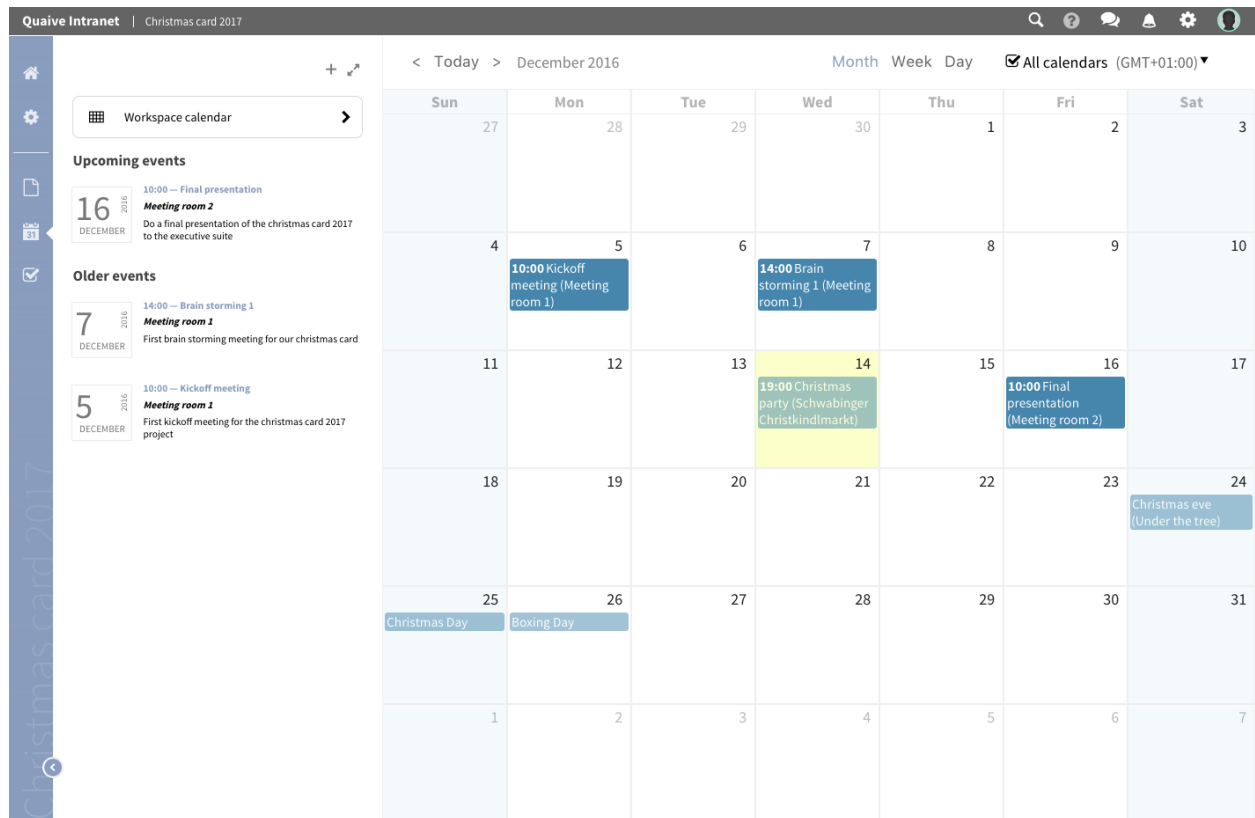 Quaive Intranet | Christmas card 2017
Workspace calendar
Upcoming events
16 2016
DECEMBER
10:00 — Final presentation
Meeting room 2
Do a final presentation of the christmas card 2017
to the executive suite
Older events
7 2016
DECEMBER
14:00 — Brain storming 1
Meeting room 1
First brain storming meeting for our christmas card
5 2016
DECEMBER
10:00 — Kickoff meeting
Meeting room 1
First kickoff meeting for the christmas card 2017
project
31
Christmas card 2017
< Today > December 2016
Month Week Day
All calendars (GMT+01:00)
Sun Mon Tue Wed Thu Fri Sat
27 28 29 30 1 2 3
4 5 6 7 8 9 10
10:00 Kickoff
meeting (Meeting
room 1)
14:00 Brain
storming 1 (Meeting
room 1)
11 12 13 14 15 16 17
19:00 Christmas
party (Schwabinger
Christkindlmarkt)
10:00 Final
presentation
(Meeting room 2)
18 19 20 21 22 23 24
Christmas eve
(Under the tree)
25 26 27 28 29 30 31
Christmas Day
Boxing Day
1 2 3 4 5 6 7